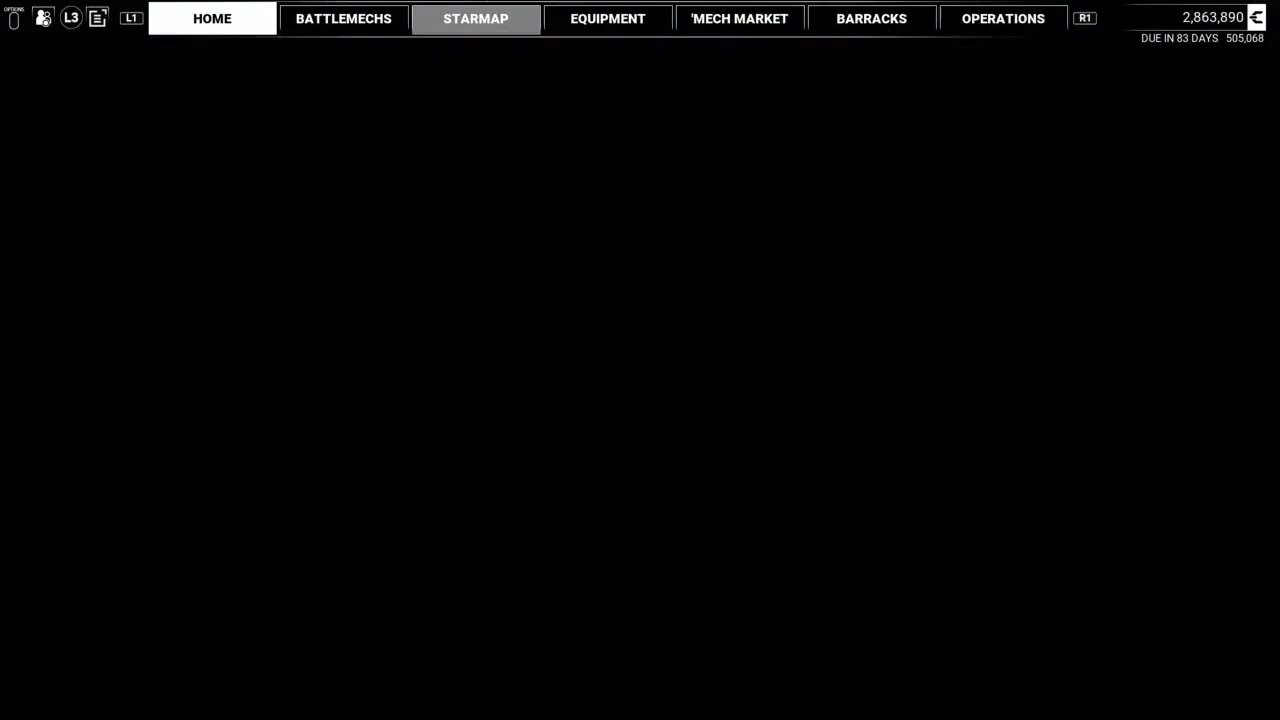 OPTIONS
L3
L1
HOME
BATTLEMECHS
STARMAP
EQUIPMENT
'MECH MARKET
BARRACKS
OPERATIONS
R1
2,863,890
DUE IN 83 DAYS 505,068